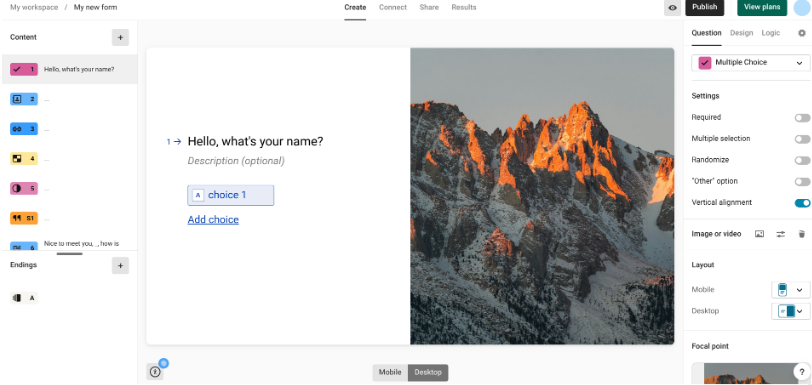 My workspace / My new form
Create Connect Share Results
Publish
View plans
Content
+
1 Hello, what's your name?
2 ...
3 ...
4 ...
5 ...
S1 ...
Nice to meet you, _, how is
Endings
+
A
1 → Hello, what's your name?
Description (optional)
A choice 1
Add choice
Mobile Desktop
Question Design Logic
Multiple Choice
Settings
Required
Multiple selection
Randomize
"Other" option
Vertical alignment
Image or video
Layout
Mobile
Desktop
Focal point
?